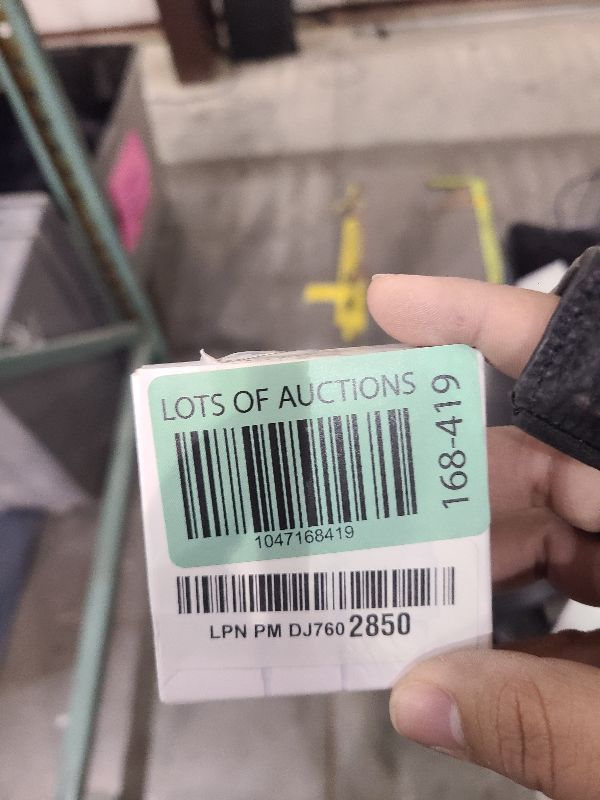 LOTS OF AUCTIONS
168-419
1047168419
LPN PM DJ760 2850